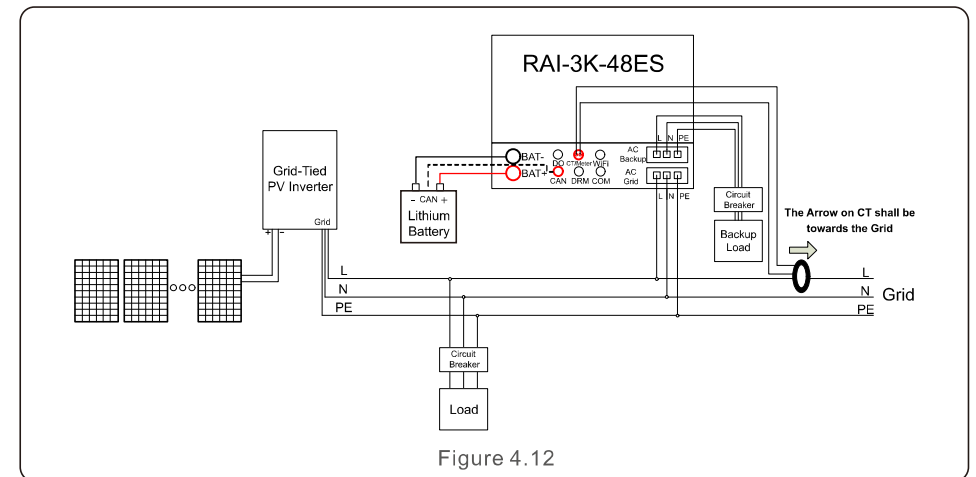 RAI-3K-48ES
L N PE
AC
Backup
BAT-
DO CT/Meter WiFi
BAT+
CAN DRM COM
AC
Grid
L N PE
Grid-Tied
PV Inverter
Grid
+ -
- CAN +
Lithium
Battery
Circuit
Breaker
Backup
Load
The Arrow on CT shall be
towards the Grid
L
N
PE
L
N
PE
Grid
Circuit
Breaker
Load
Figure 4.12